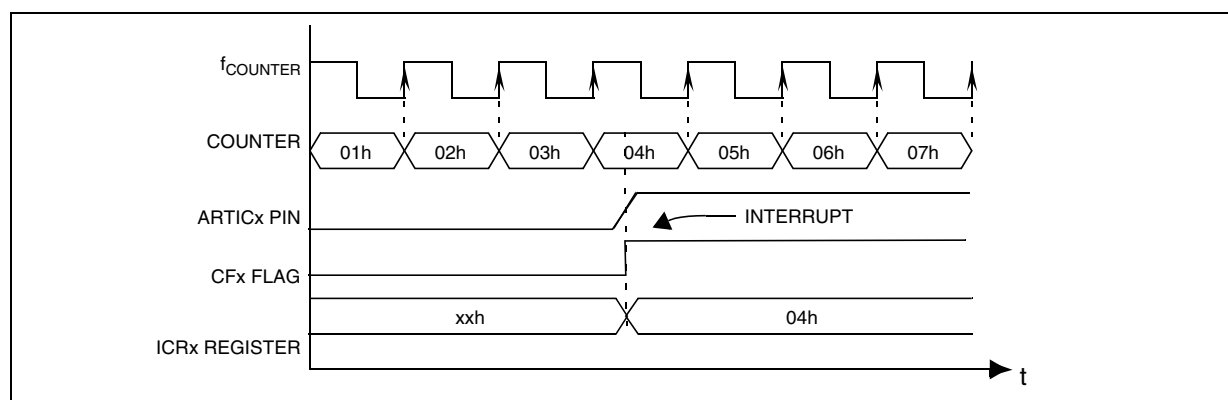 fCOUNTER
COUNTER
01h 02h 03h 04h 05h 06h 07h
ARTICx PIN
INTERRUPT
CFx FLAG
xxh 04h
ICRx REGISTER
t